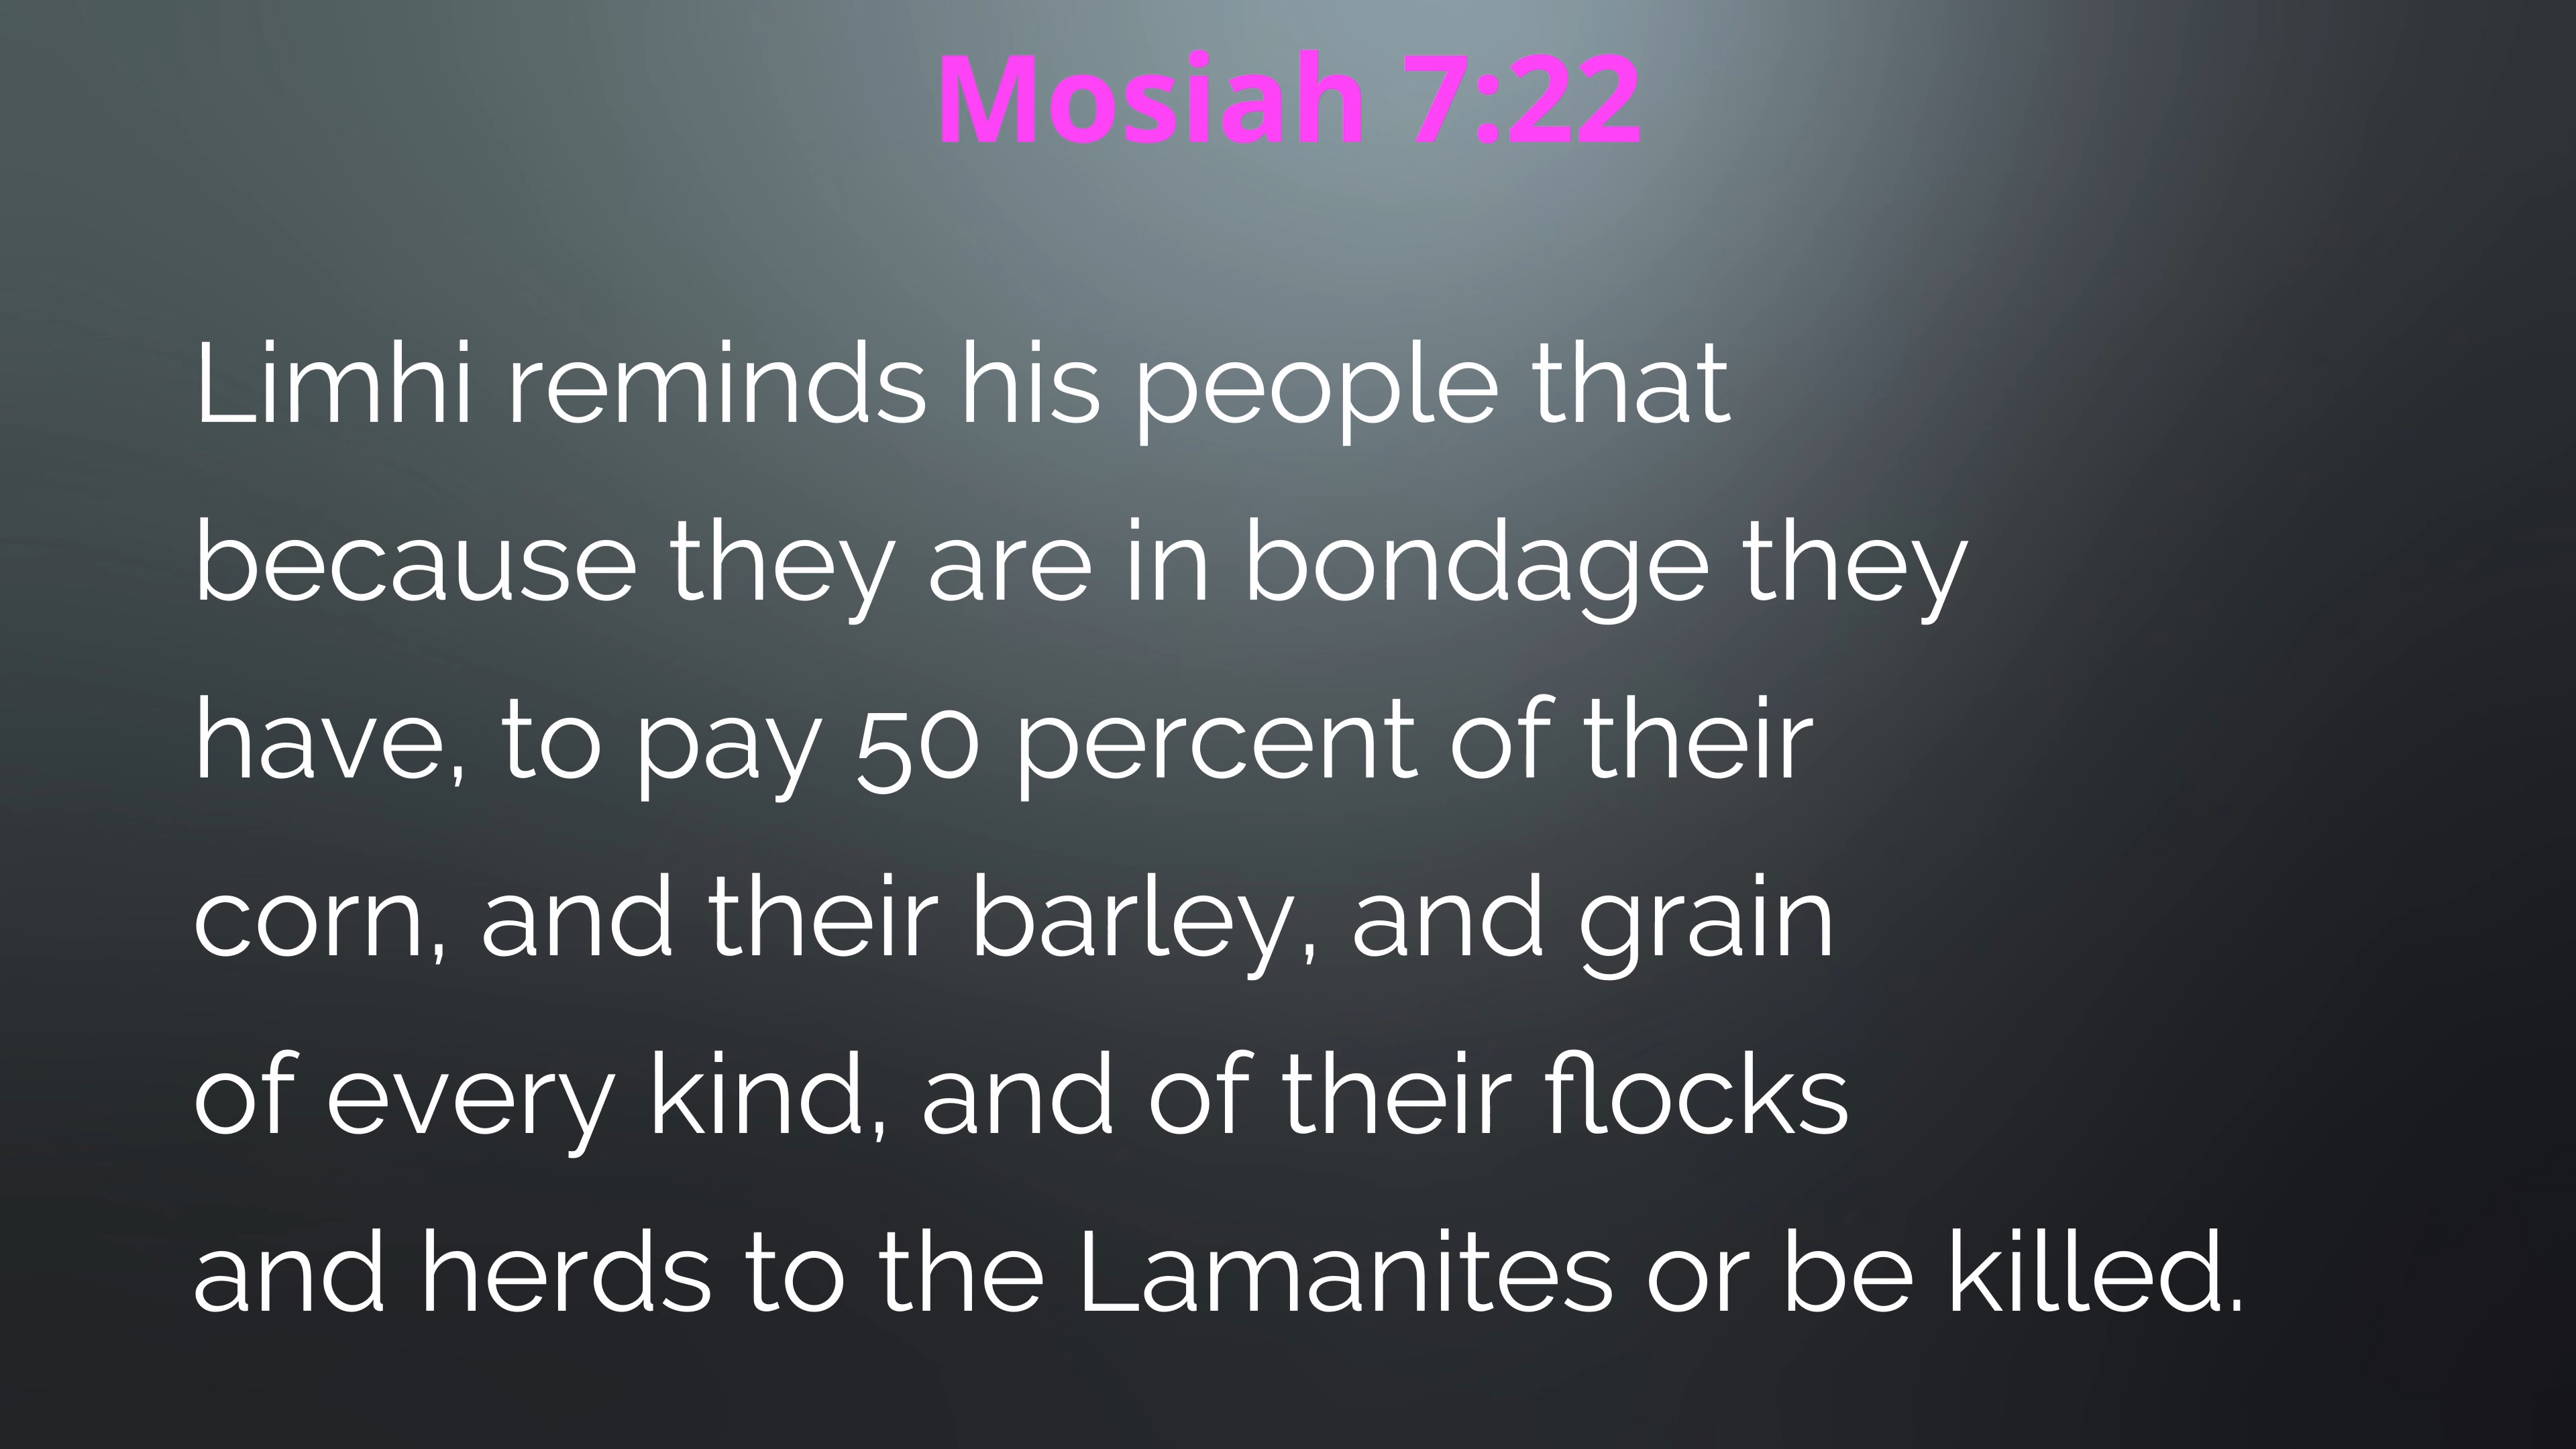 Mosiah 7:22
Limhi reminds his people that
because they are in bondage they
have, to pay 50 percent of their
corn, and their barley, and grain
of every kind, and of their flocks
and herds to the Lamanites or be killed.